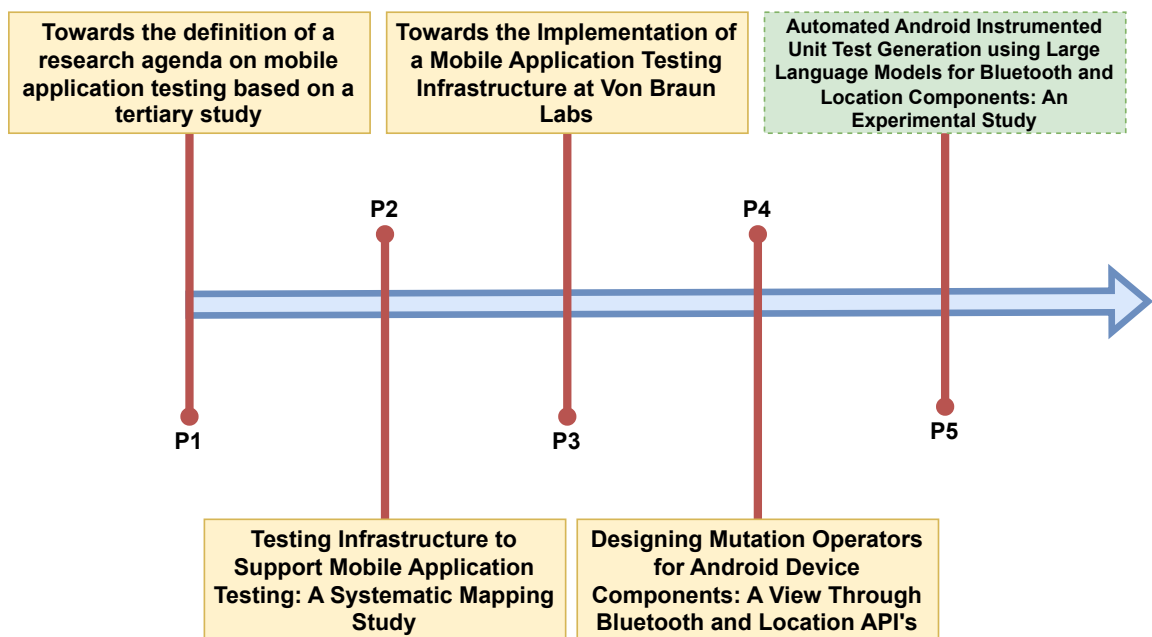 Towards the definition of a
research agenda on mobile
application testing based on a
tertiary study
Towards the Implementation of
a Mobile Application Testing
Infrastructure at Von Braun
Labs
Automated Android Instrumented
Unit Test Generation using Large
Language Models for Bluetooth and
Location Components: An
Experimental Study
P2
P4
P1
P3
P5
Testing Infrastructure to
Support Mobile Application
Testing: A Systematic Mapping
Study
Designing Mutation Operators
for Android Device
Components: A View Through
Bluetooth and Location API's